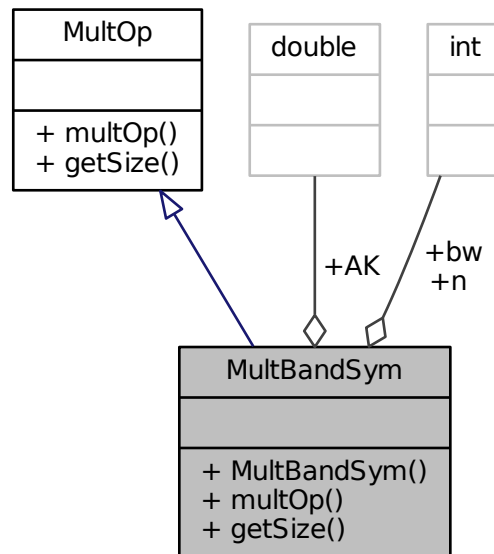 MultOp
+ multOp()
+ getSize()
double
int
+AK
+bw
+n
MultBandSym
+ MultBandSym()
+ multOp()
+ getSize()